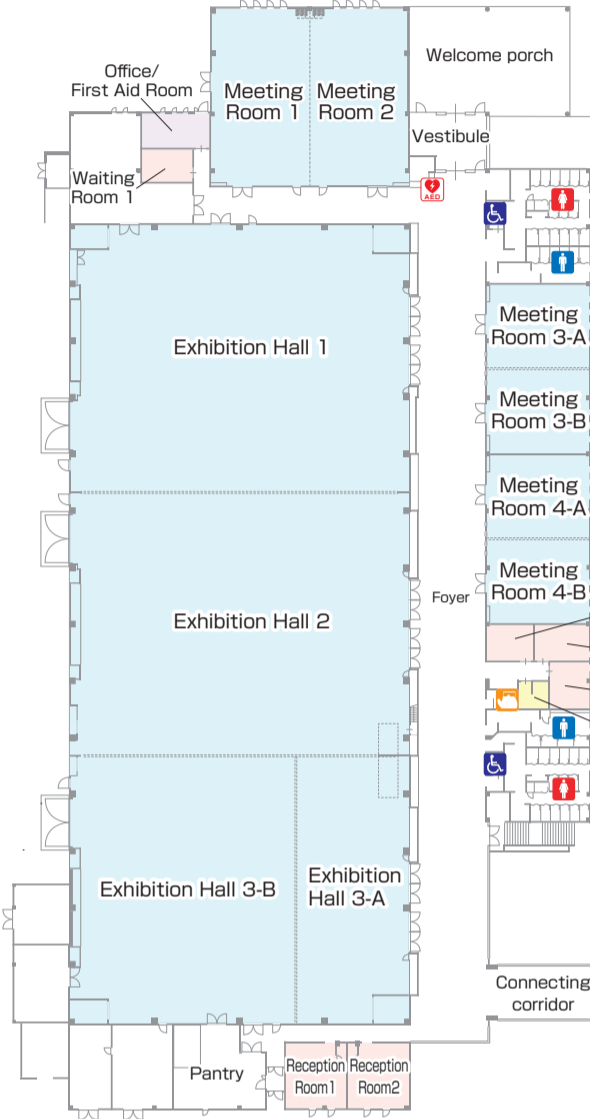 Welcome porch
Office/
First Aid Room
Meeting
Room 1
Meeting
Room 2
Vestibule
Waiting
Room 1
AED
Meeting
Room 3-A
Exhibition Hall 1
Meeting
Room 3-B
Meeting
Room 4-A
Meeting
Room 4-B
Foyer
Exhibition Hall 2
Exhibition Hall 3-B
Exhibition
Hall 3-A
Connecting
corridor
Pantry
Reception
Room1
Reception
Room2